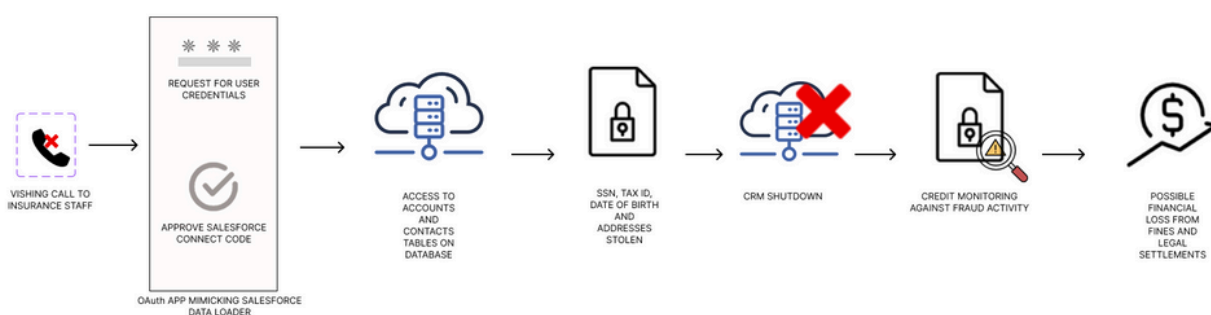 VISHING CALL TO
INSURANCE STAFF
REQUEST FOR USER
CREDENTIALS
APPROVE SALESFORCE
CONNECT CODE
OAuth APP MIMICKING SALESFORCE
DATA LOADER
ACCESS TO
ACCOUNTS
AND
CONTACTS
TABLES ON
DATABASE
SSN, TAX ID,
DATE OF BIRTH
AND
ADDRESSES
STOLEN
CRM SHUTDOWN
CREDIT MONITORING
AGAINST FRAUD ACTIVITY
$
POSSIBLE
FINANCIAL
LOSS FROM
FINES AND
LEGAL
SETTLEMENTS